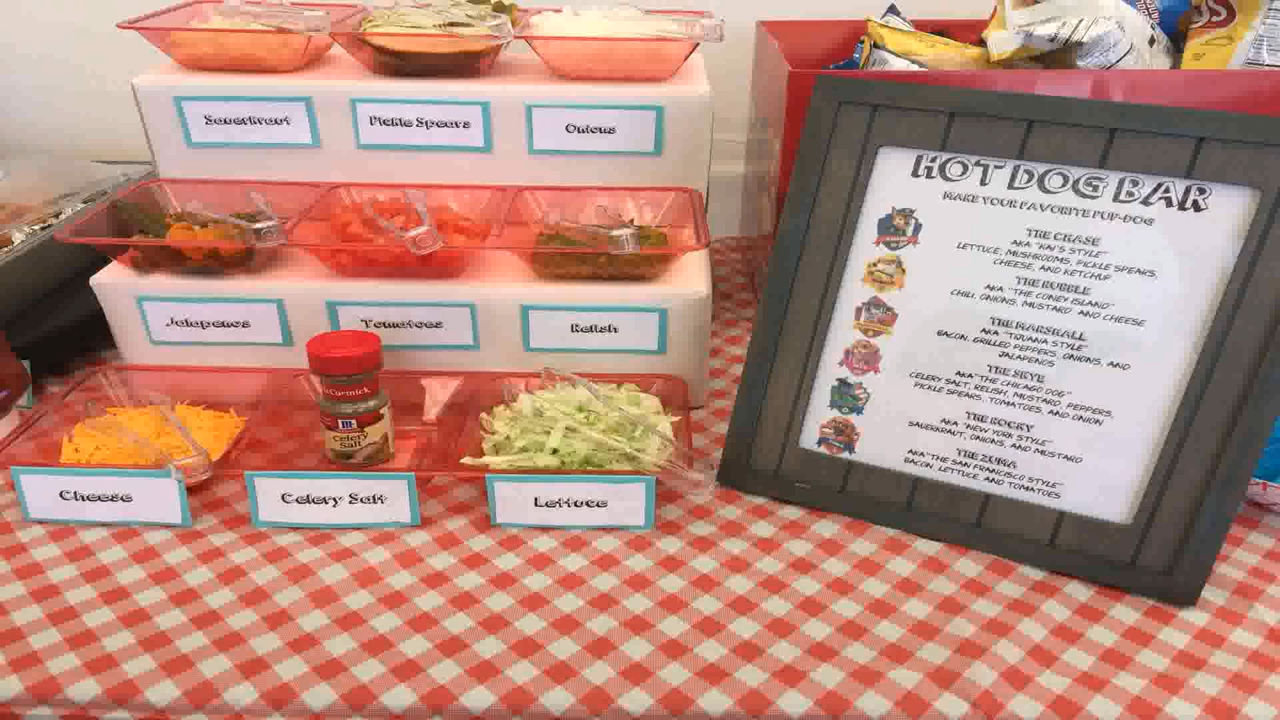 Sauerkraut
Pickle Spears
Onions
Jalapenos
Tomatoes
Relish
McCormick
Celery
Salt
Cheese
Celery Salt
Lettuce
HOT DOG BAR
MAKE YOUR FAVORITE PUP-DOG
THE CHASE
AKA "KAI'S STYLE"
LETTUCE, MUSHROOMS, PICKLE SPEARS,
CHEESE, AND KETCHUP
THE RUBBLE
AKA "THE CONEY ISLAND"
CHILI, ONIONS, MUSTARD AND CHEESE
THE MARSHALL
AKA "TIJUANA STYLE"
BACON, GRILLED PEPPERS, ONIONS, AND
JALAPENOS
THE SKYE
AKA "THE CHICAGO DOG"
CELERY SALT, RELISH, MUSTARD, PEPPERS,
PICKLE SPEARS, TOMATOES, AND ONION
THE ROCKY
AKA "NEW YORK STYLE"
SAUERKRAUT, ONIONS, AND MUSTARD
THE ZUMA
AKA "THE SAN FRANCISCO STYLE"
BACON, LETTUCE, AND TOMATOES